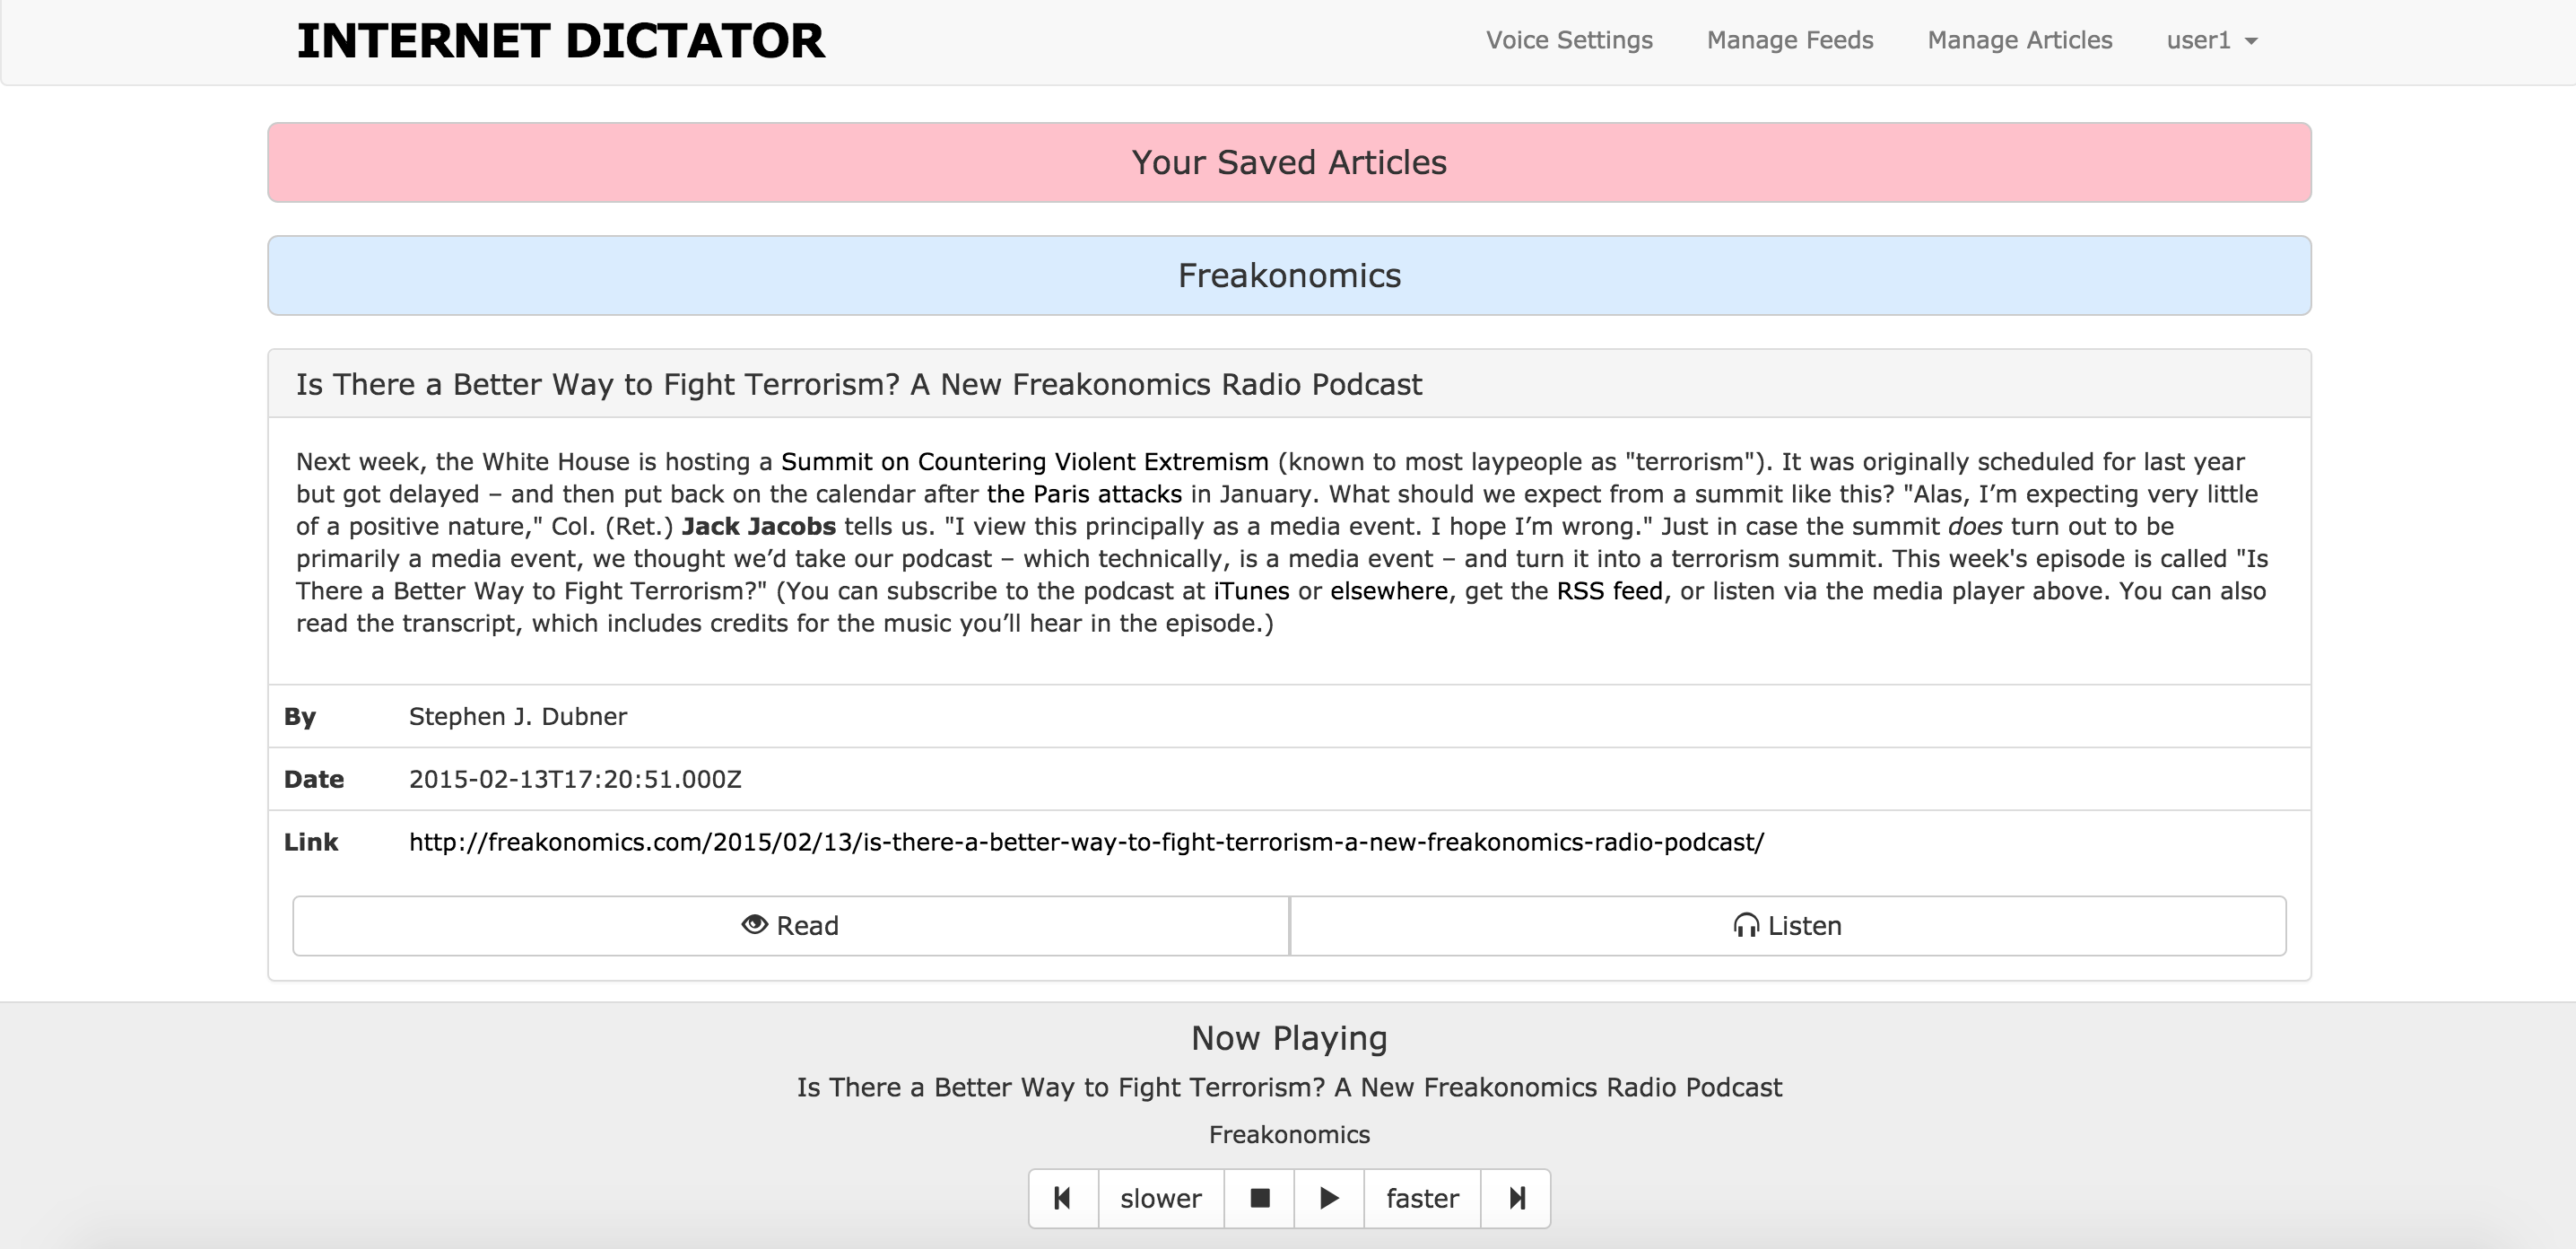 INTERNET DICTATOR
Voice Settings
Manage Feeds
Manage Articles
user1
Your Saved Articles
Freakonomics
Is There a Better Way to Fight Terrorism? A New Freakonomics Radio Podcast
Next week, the White House is hosting a Summit on Countering Violent Extremism (known to most laypeople as "terrorism"). It was originally scheduled for last year
but got delayed – and then put back on the calendar after the Paris attacks in January. What should we expect from a summit like this? "Alas, I’m expecting very little
of a positive nature," Col. (Ret.) Jack Jacobs tells us. "I view this principally as a media event. I hope I’m wrong." Just in case the summit does turn out to be
primarily a media event, we thought we’d take our podcast – which technically, is a media event – and turn it into a terrorism summit. This week's episode is called "Is
There a Better Way to Fight Terrorism?" (You can subscribe to the podcast at iTunes or elsewhere, get the RSS feed, or listen via the media player above. You can also
read the transcript, which includes credits for the music you’ll hear in the episode.)
By Stephen J. Dubner
Date 2015-02-13T17:20:51.000Z
Link http://freakonomics.com/2015/02/13/is-there-a-better-way-to-fight-terrorism-a-new-freakonomics-radio-podcast/
Read
Listen
Now Playing
Is There a Better Way to Fight Terrorism? A New Freakonomics Radio Podcast
Freakonomics
slower
faster